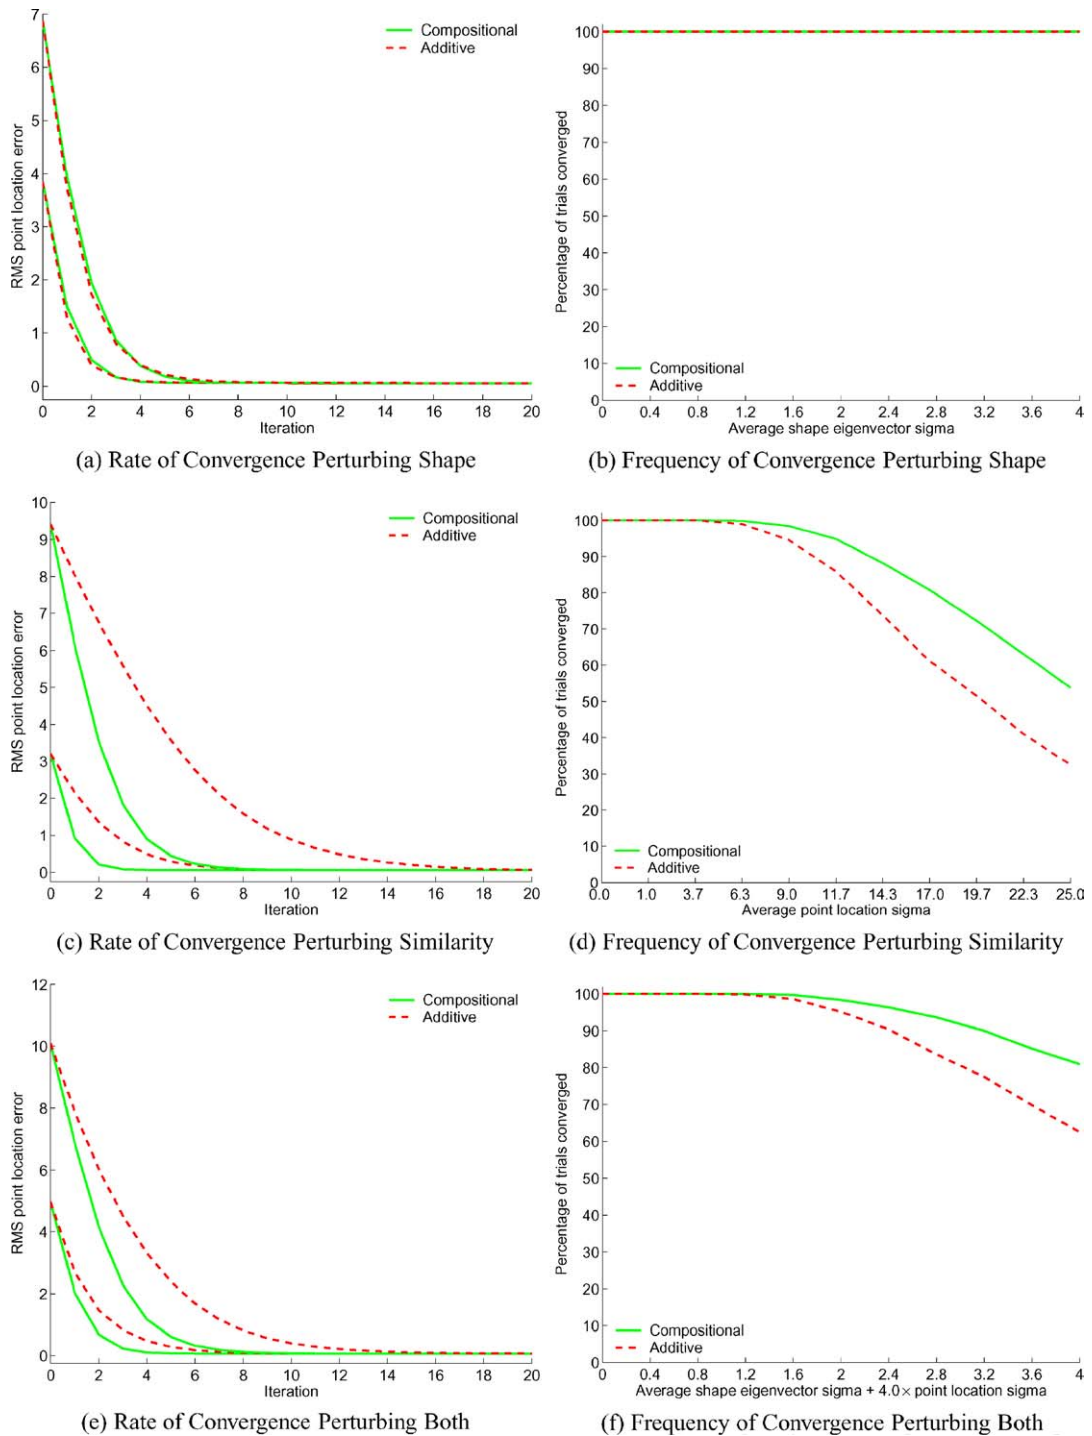 7
6
5
4
3
2
1
0
RMS point location error
Compositional
Additive
0 2 4 6 8 10 12 14 16 18 20
Iteration
(a) Rate of Convergence Perturbing Shape
100
90
80
70
60
50
40
30
20
10
0
Percentage of trials converged
Compositional
Additive
0 0.4 0.8 1.2 1.6 2 2.4 2.8 3.2 3.6 4
Average shape eigenvector sigma
(b) Frequency of Convergence Perturbing Shape
10
9
8
7
6
5
4
3
2
1
0
RMS point location error
Compositional
Additive
0 2 4 6 8 10 12 14 16 18 20
Iteration
(c) Rate of Convergence Perturbing Similarity
100
90
80
70
60
50
40
30
20
10
0
Percentage of trials converged
Compositional
Additive
0.0 1.0 3.7 6.3 9.0 11.7 14.3 17.0 19.7 22.3 25.0
Average point location sigma
(d) Frequency of Convergence Perturbing Similarity
12
10
8
6
4
2
0
RMS point location error
Compositional
Additive
0 2 4 6 8 10 12 14 16 18 20
Iteration
(e) Rate of Convergence Perturbing Both
100
90
80
70
60
50
40
30
20
10
0
Percentage of trials converged
Compositional
Additive
0 0.4 0.8 1.2 1.6 2 2.4 2.8 3.2 3.6 4
Average shape eigenvector sigma + 4.0× point location sigma
(f) Frequency of Convergence Perturbing Both